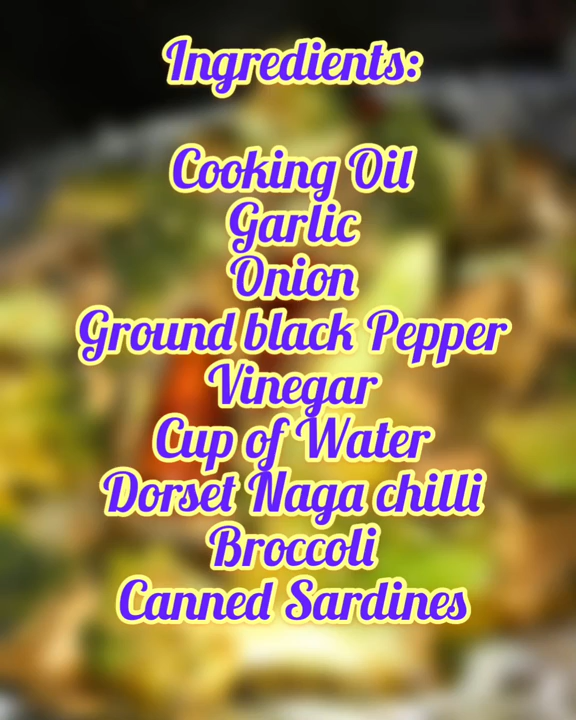 Ingredients:
Cooking Oil
Garlic
Onion
Ground black Pepper
Vinegar
Cup of Water
Dorset Naga chilli
Broccoli
Canned Sardines